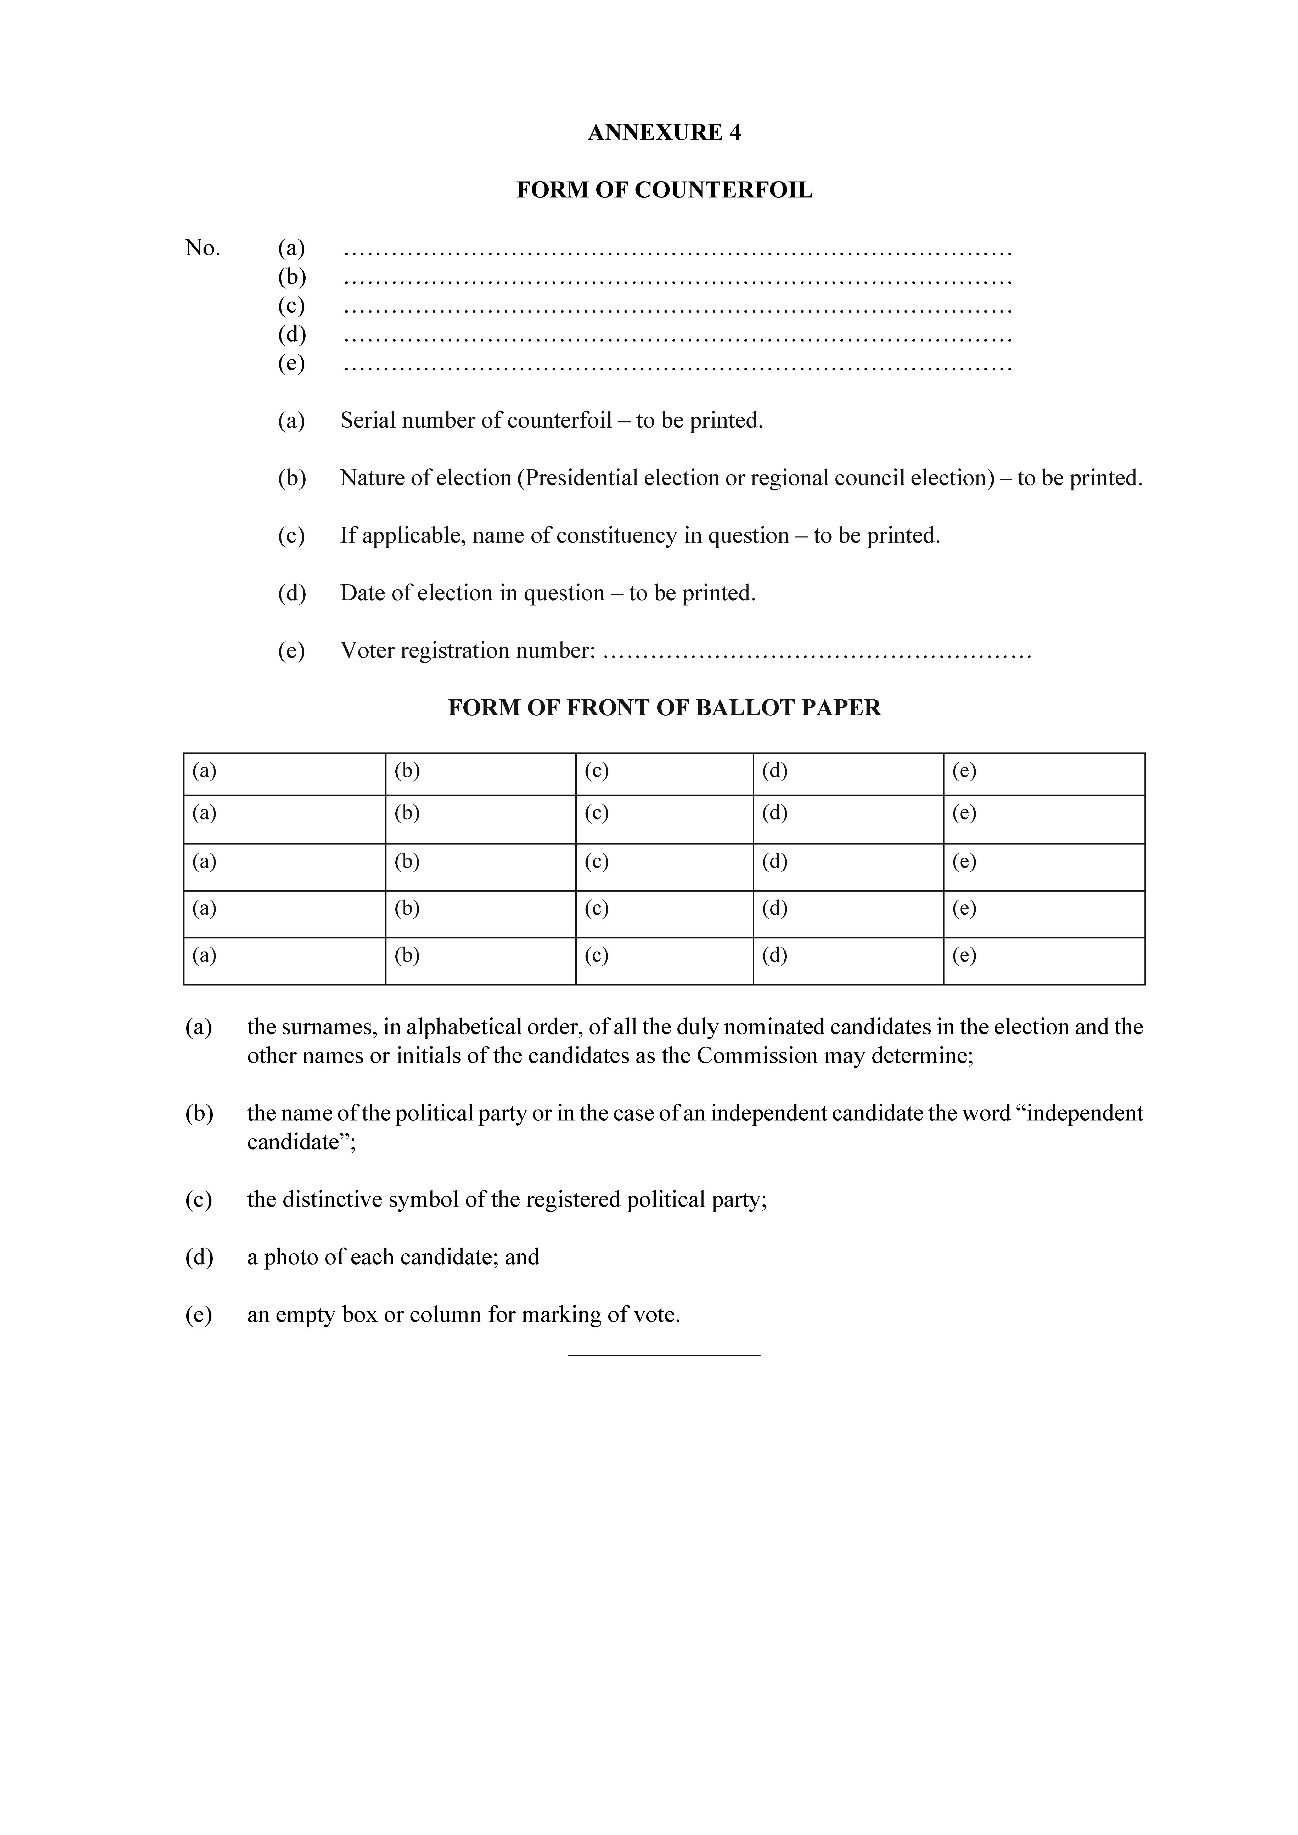 ANNEXURE 4
FORM OF COUNTERFOIL
No. (a) ………………………………………………………………………
(b) ………………………………………………………………………
(c) ………………………………………………………………………
(d) ………………………………………………………………………
(e) ………………………………………………………………………
(a) Serial number of counterfoil – to be printed.
(b) Nature of election (Presidential election or regional council election) – to be printed.
(c) If applicable, name of constituency in question – to be printed.
(d) Date of election in question – to be printed.
(e) Voter registration number: ………………………………………………
FORM OF FRONT OF BALLOT PAPER
(a) (b) (c) (d) (e)
(a) (b) (c) (d) (e)
(a) (b) (c) (d) (e)
(a) (b) (c) (d) (e)
(a) (b) (c) (d) (e)
(a) the surnames, in alphabetical order, of all the duly nominated candidates in the election and the
other names or initials of the candidates as the Commission may determine;
(b) the name of the political party or in the case of an independent candidate the word “independent
candidate”;
(c) the distinctive symbol of the registered political party;
(d) a photo of each candidate; and
(e) an empty box or column for marking of vote.